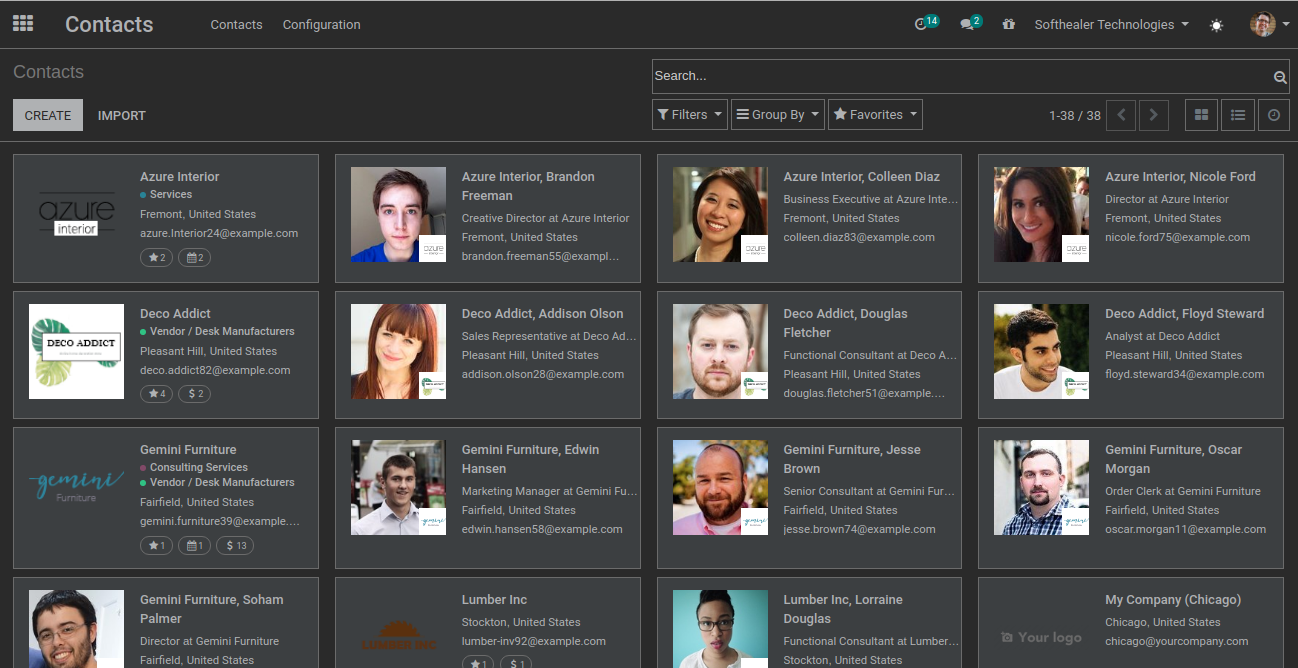 Contacts
Contacts
Configuration
14
2
Softhealer Technologies
Contacts
Search...
CREATE
IMPORT
Filters
Group By
Favorites
1-38 / 38
azure
interior
Azure Interior
Services
Fremont, United States
azure.Interior24@example.com
2
2
azure
Azure Interior, Brandon
Freeman
Creative Director at Azure Interior
Fremont, United States
brandon.freeman55@exampl...
azure
Azure Interior, Colleen Diaz
Business Executive at Azure Inte...
Fremont, United States
colleen.diaz83@example.com
azure
Azure Interior, Nicole Ford
Director at Azure Interior
Fremont, United States
nicole.ford75@example.com
DECO ADDICT
Deco Addict
Vendor / Desk Manufacturers
Pleasant Hill, United States
deco.addict82@example.com
4
$ 2
DECO ADDICT
Deco Addict, Addison Olson
Sales Representative at Deco Ad...
Pleasant Hill, United States
addison.olson28@example.com
DECO ADDICT
Deco Addict, Douglas
Fletcher
Functional Consultant at Deco A...
Pleasant Hill, United States
douglas.fletcher51@example....
DECO ADDICT
Deco Addict, Floyd Steward
Analyst at Deco Addict
Pleasant Hill, United States
floyd.steward34@example.com
gemini
Furniture
Gemini Furniture
Consulting Services
Vendor / Desk Manufacturers
Fairfield, United States
gemini.furniture39@example....
1
1
$ 13
gemini
Gemini Furniture, Edwin
Hansen
Marketing Manager at Gemini Fu...
Fairfield, United States
edwin.hansen58@example.com
gemini
Gemini Furniture, Jesse
Brown
Senior Consultant at Gemini Fur...
Fairfield, United States
jesse.brown74@example.com
gemini
Gemini Furniture, Oscar
Morgan
Order Clerk at Gemini Furniture
Fairfield, United States
oscar.morgan11@example.com
Gemini Furniture, Soham
Palmer
Director at Gemini Furniture
Fairfield, United States
LUMBER INC
Lumber Inc
Stockton, United States
lumber-inv92@example.com
1
$ 1
Lumber Inc, Lorraine
Douglas
Functional Consultant at Lumber...
Stockton, United States
Your logo
My Company (Chicago)
Chicago, United States
chicago@yourcompany.com